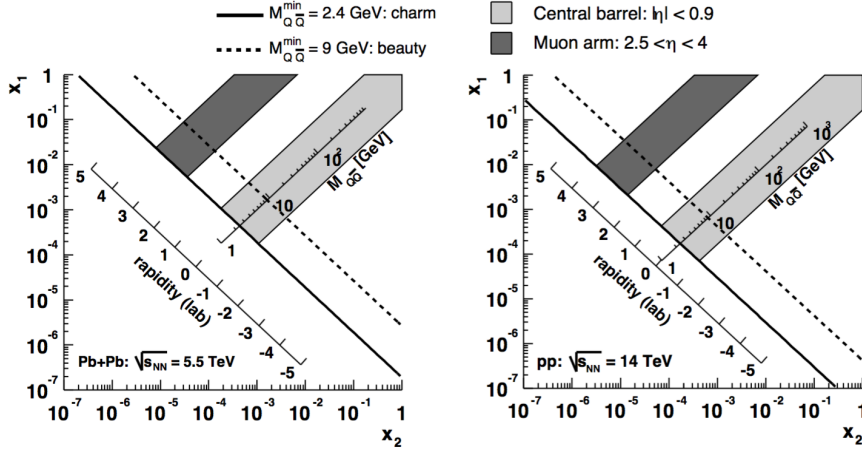 M^min_QQ̅ = 2.4 GeV: charm
M^min_QQ̅ = 9 GeV: beauty
Central barrel: |η| < 0.9
Muon arm: 2.5 < η < 4
x₁
1
10⁻¹
10⁻²
10⁻³
10⁻⁴
10⁻⁵
10⁻⁶
10⁻⁷
5
4
3
2
1
0
-1
-2
-3
-4
-5
rapidity (lab)
1
10
10²
M_QQ̅ [GeV]
Pb+Pb: √s_NN = 5.5 TeV
10⁻⁷ 10⁻⁶ 10⁻⁵ 10⁻⁴ 10⁻³ 10⁻² 10⁻¹ 1
x₂
x₁
1
10⁻¹
10⁻²
10⁻³
10⁻⁴
10⁻⁵
10⁻⁶
10⁻⁷
5
4
3
2
1
0
-1
-2
-3
-4
-5
rapidity (lab)
1
10
10²
10³
M_QQ̅ [GeV]
pp: √s_NN = 14 TeV
10⁻⁷ 10⁻⁶ 10⁻⁵ 10⁻⁴ 10⁻³ 10⁻² 10⁻¹ 1
x₂